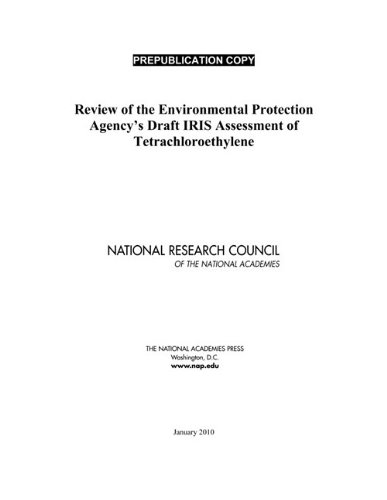 PREPUBLICATION COPY
Review of the Environmental Protection
Agency's Draft IRIS Assessment of
Tetrachloroethylene
NATIONAL RESEARCH COUNCIL
OF THE NATIONAL ACADEMIES
THE NATIONAL ACADEMIES PRESS
Washington, D.C.
www.nap.edu
January 2010